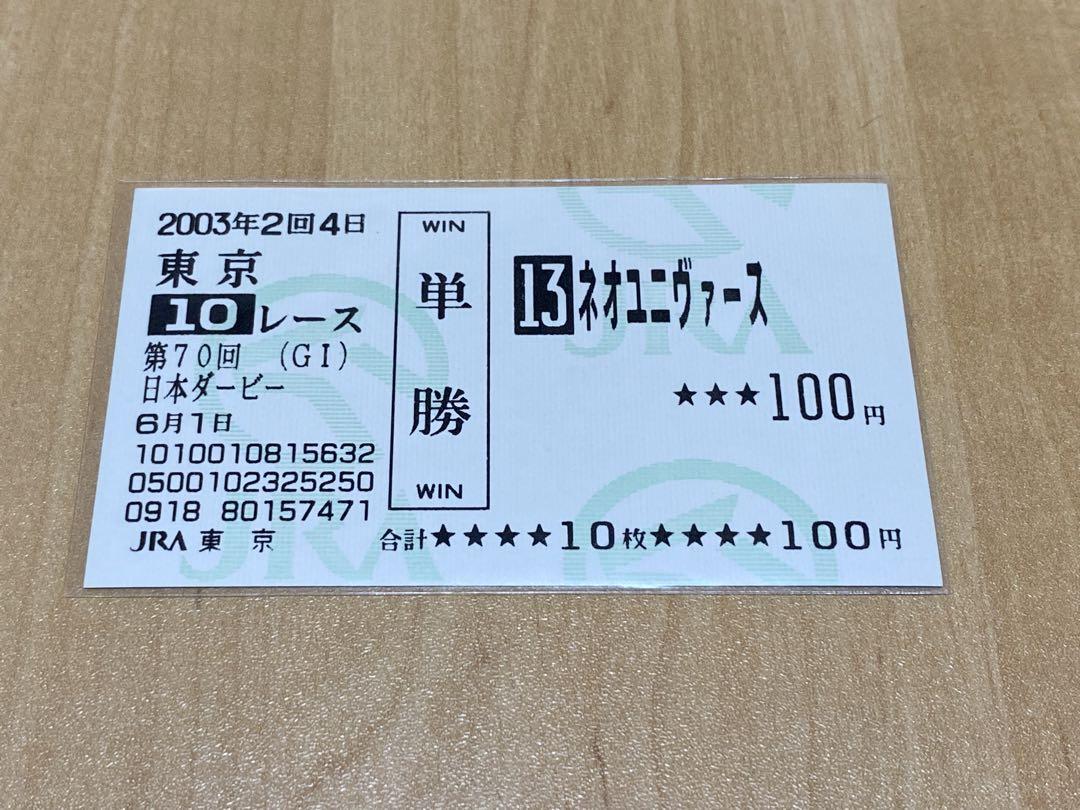 2003年2回4日
東京
10レース
第70回 (GI)
日本ダービー
6月1日
1010010815632
0500102325250
0918 80157471
JRA 東 京
WIN
単
勝
WIN
13 ネオユニヴァース
★★★100円
合計★★★★10枚★★★★100円
JRA
JRA